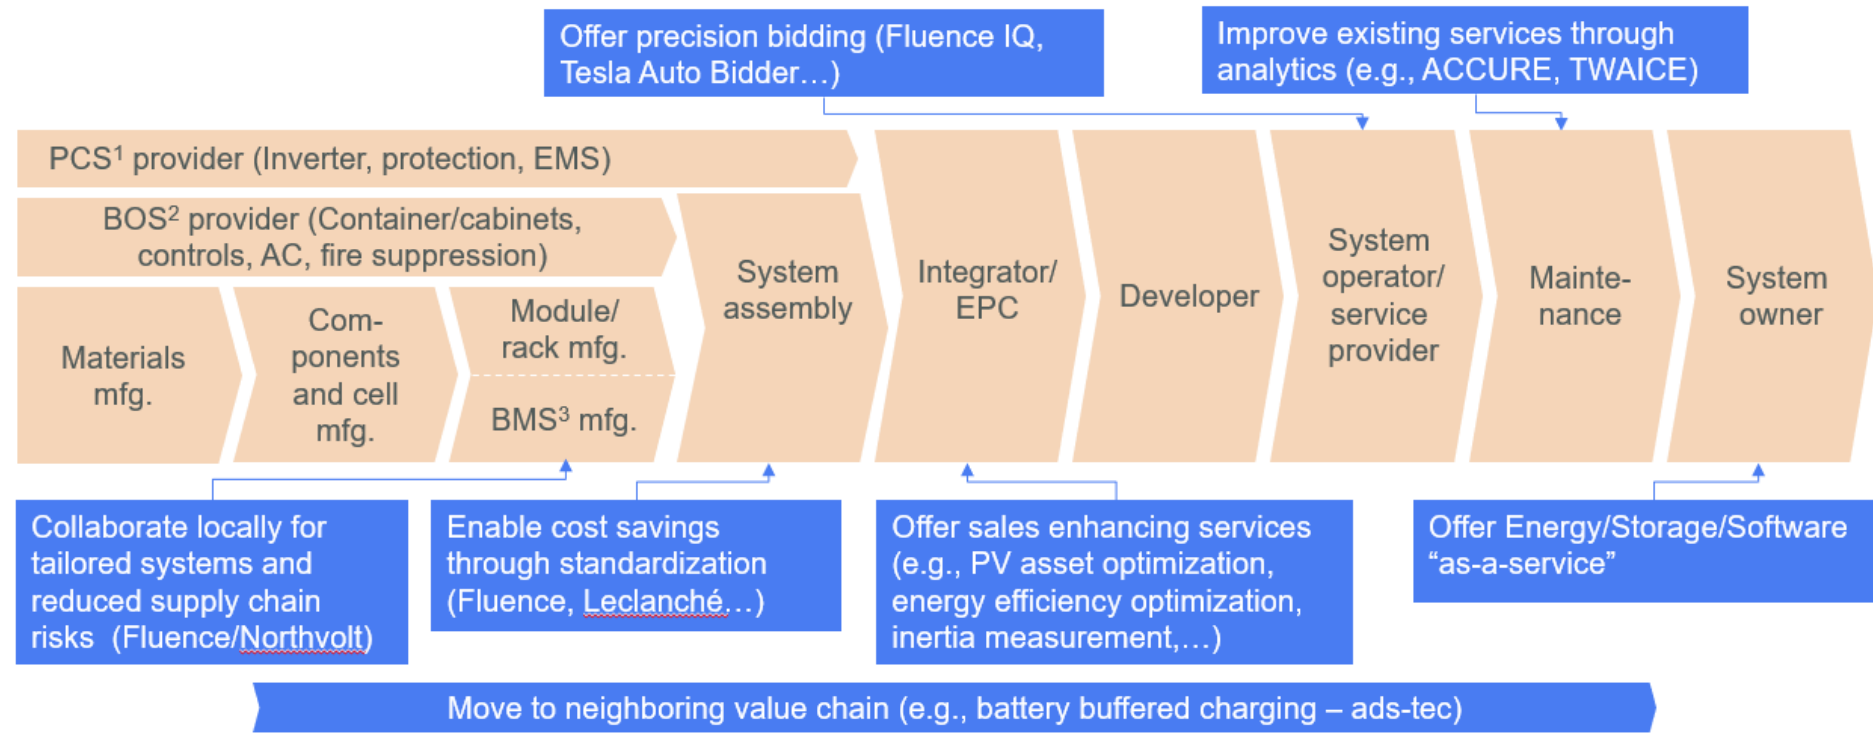 Offer precision bidding (Fluence IQ,
Tesla Auto Bidder…)
Improve existing services through
analytics (e.g., ACCURE, TWAICE)
PCS¹ provider (Inverter, protection, EMS)
BOS² provider (Container/cabinets,
controls, AC, fire suppression)
Materials
mfg.
Com-
ponents
and cell
mfg.
Module/
rack mfg.
BMS³ mfg.
System
assembly
Integrator/
EPC
Developer
System
operator/
service
provider
Mainte-
nance
System
owner
Collaborate locally for
tailored systems and
reduced supply chain
risks (Fluence/Northvolt)
Enable cost savings
through standardization
(Fluence, Leclanché…)
Offer sales enhancing services
(e.g., PV asset optimization,
energy efficiency optimization,
inertia measurement,…)
Offer Energy/Storage/Software
“as-a-service”
Move to neighboring value chain (e.g., battery buffered charging – ads-tec)